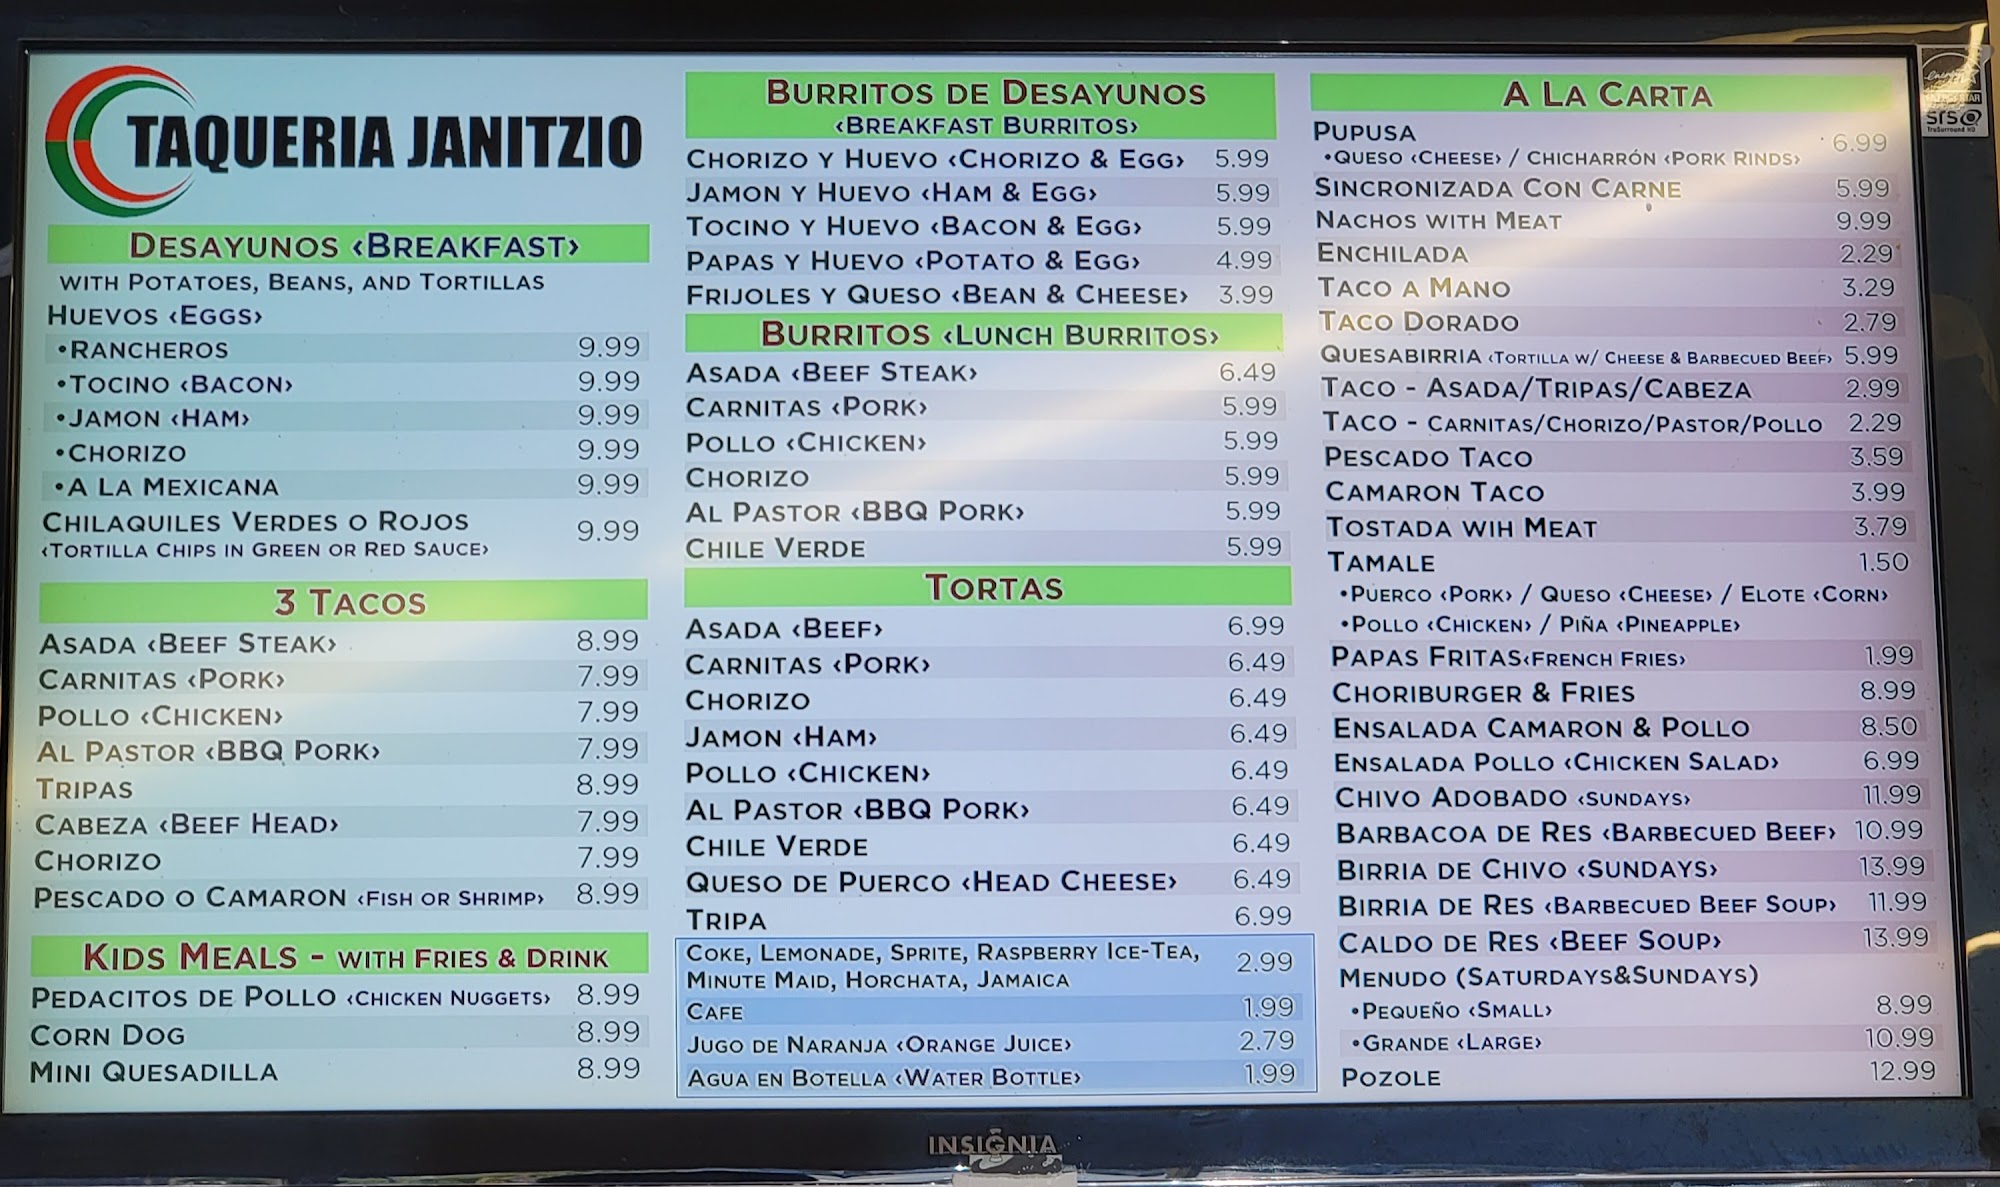 TAQUERIA JANITZIO
DESAYUNOS <BREAKFAST>
WITH POTATOES, BEANS, AND TORTILLAS
HUEVOS <EGGS>
•RANCHEROS 9.99
•TOCINO <BACON> 9.99
•JAMON <HAM> 9.99
•CHORIZO 9.99
•A LA MEXICANA 9.99
CHILAQUILES VERDES O ROJOS 9.99
<TORTILLA CHIPS IN GREEN OR RED SAUCE>
3 TACOS
ASADA <BEEF STEAK> 8.99
CARNITAS <PORK> 7.99
POLLO <CHICKEN> 7.99
AL PASTOR <BBQ PORK> 7.99
TRIPAS 8.99
CABEZA <BEEF HEAD> 7.99
CHORIZO 7.99
PESCADO O CAMARON <FISH OR SHRIMP> 8.99
KIDS MEALS - WITH FRIES & DRINK
PEDACITOS DE POLLO <CHICKEN NUGGETS> 8.99
CORN DOG 8.99
MINI QUESADILLA 8.99
BURRITOS DE DESAYUNOS
<BREAKFAST BURRITOS>
CHORIZO Y HUEVO <CHORIZO & EGG> 5.99
JAMON Y HUEVO <HAM & EGG> 5.99
TOCINO Y HUEVO <BACON & EGG> 5.99
PAPAS Y HUEVO <POTATO & EGG> 4.99
FRIJOLES Y QUESO <BEAN & CHEESE> 3.99
BURRITOS <LUNCH BURRITOS>
ASADA <BEEF STEAK> 6.49
CARNITAS <PORK> 5.99
POLLO <CHICKEN> 5.99
CHORIZO 5.99
AL PASTOR <BBQ PORK> 5.99
CHILE VERDE 5.99
TORTAS
ASADA <BEEF> 6.99
CARNITAS <PORK> 6.49
CHORIZO 6.49
JAMON <HAM> 6.49
POLLO <CHICKEN> 6.49
AL PASTOR <BBQ PORK> 6.49
CHILE VERDE 6.49
QUESO DE PUERCO <HEAD CHEESE> 6.49
TRIPA 6.99
COKE, LEMONADE, SPRITE, RASPBERRY ICE-TEA, 2.99
MINUTE MAID, HORCHATA, JAMAICA
CAFE 1.99
JUGO DE NARANJA <ORANGE JUICE> 2.79
AGUA EN BOTELLA <WATER BOTTLE> 1.99
A LA CARTA
PUPUSA 6.99
•QUESO <CHEESE> / CHICHARRÓN <PORK RINDS>
SINCRONIZADA CON CARNE 5.99
NACHOS WITH MEAT 9.99
ENCHILADA 2.29
TACO A MANO 3.29
TACO DORADO 2.79
QUESABIRRIA <TORTILLA W/ CHEESE & BARBECUED BEEF> 5.99
TACO - ASADA/TRIPAS/CABEZA 2.99
TACO - CARNITAS/CHORIZO/PASTOR/POLLO 2.29
PESCADO TACO 3.59
CAMARON TACO 3.99
TOSTADA WIH MEAT 3.79
TAMALE 1.50
•PUERCO <PORK> / QUESO <CHEESE> / ELOTE <CORN>
•POLLO <CHICKEN> / PIÑA <PINEAPPLE>
PAPAS FRITAS<FRENCH FRIES> 1.99
CHORIBURGER & FRIES 8.99
ENSALADA CAMARON & POLLO 8.50
ENSALADA POLLO <CHICKEN SALAD> 6.99
CHIVO ADOBADO <SUNDAYS> 11.99
BARBACOA DE RES <BARBECUED BEEF> 10.99
BIRRIA DE CHIVO <SUNDAYS> 13.99
BIRRIA DE RES <BARBECUED BEEF SOUP> 11.99
CALDO DE RES <BEEF SOUP> 13.99
MENUDO (SATURDAYS&SUNDAYS)
•PEQUEÑO <SMALL> 8.99
•GRANDE <LARGE> 10.99
POZOLE 12.99
SRS
TruSurround HD
INSIGNIA